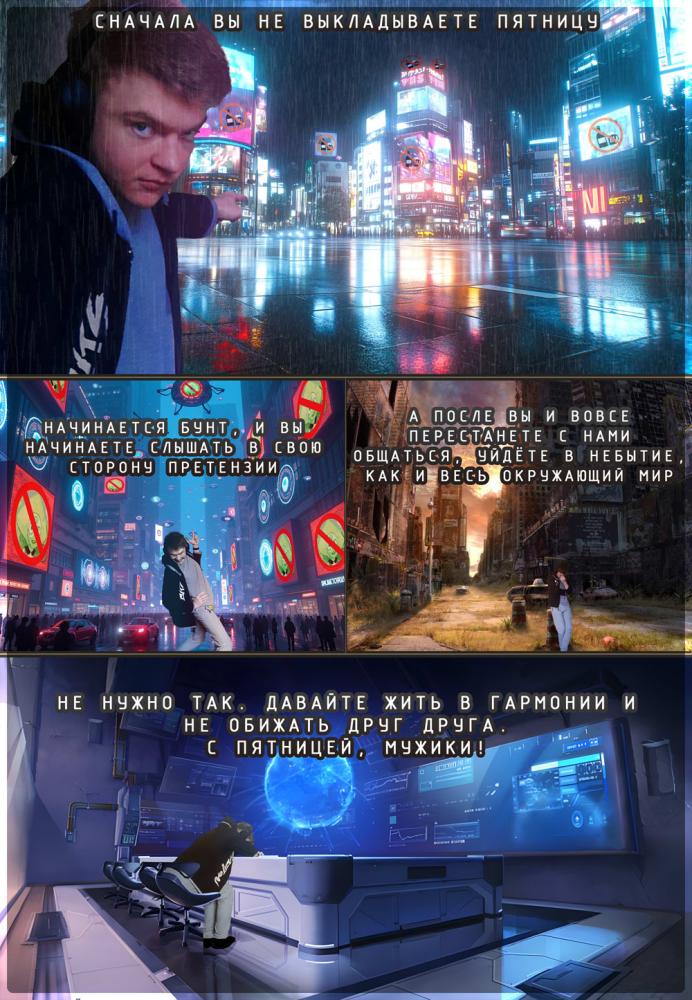 СНАЧАЛА ВЫ НЕ ВЫКЛАДЫВАЕТЕ ПЯТНИЦУ
НАЧИНАЕТСЯ БУНТ, И ВЫ
НАЧИНАЕТЕ СЛЫШАТЬ В СВОЮ
СТОРОНУ ПРЕТЕНЗИИ
А ПОСЛЕ ВЫ И ВОВСЕ
ПЕРЕСТАНЕТЕ С НАМИ
ОБЩАТЬСЯ, УЙДЁТЕ В НЕБЫТИЕ,
КАК И ВЕСЬ ОКРУЖАЮЩИЙ МИР
НЕ НУЖНО ТАК. ДАВАЙТЕ ЖИТЬ В ГАРМОНИИ И
НЕ ОБИЖАТЬ ДРУГ ДРУГА.
С ПЯТНИЦЕЙ, МУЖИКИ!